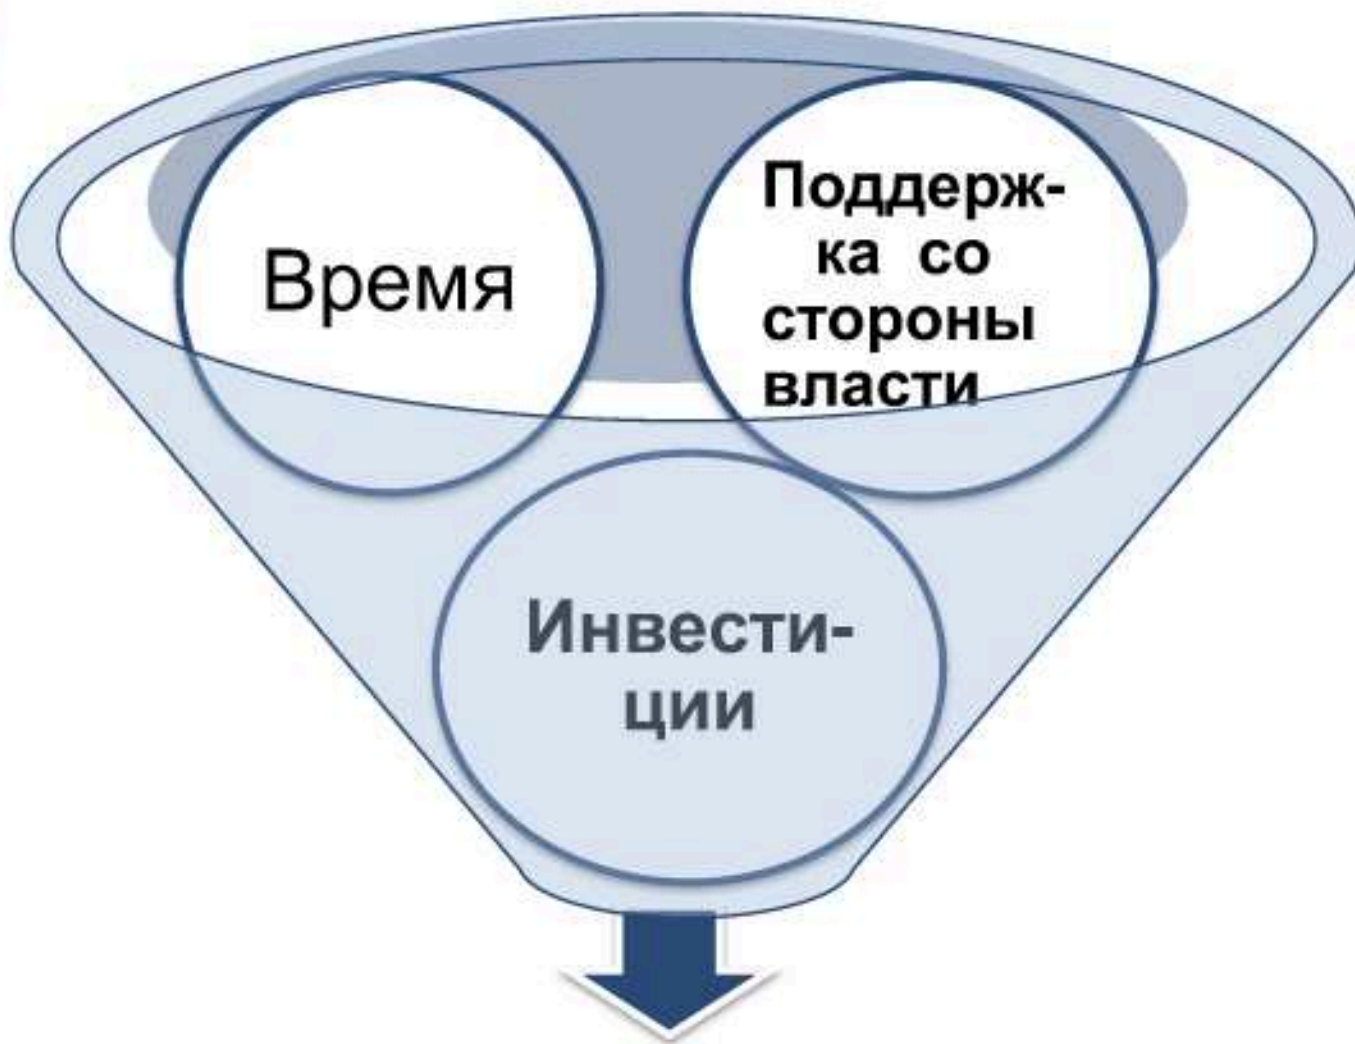 Время
Поддерж-
ка со
стороны
власти
Инвести-
ции